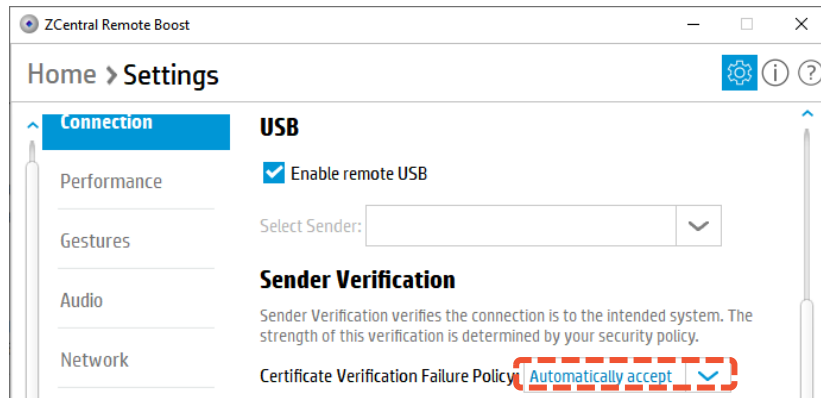 ZCentral Remote Boost
Home > Settings
Connection
Performance
Gestures
Audio
Network
USB
Enable remote USB
Select Sender:
Sender Verification
Sender Verification verifies the connection is to the intended system. The
strength of this verification is determined by your security policy.
Certificate Verification Failure Policy: Automatically accept